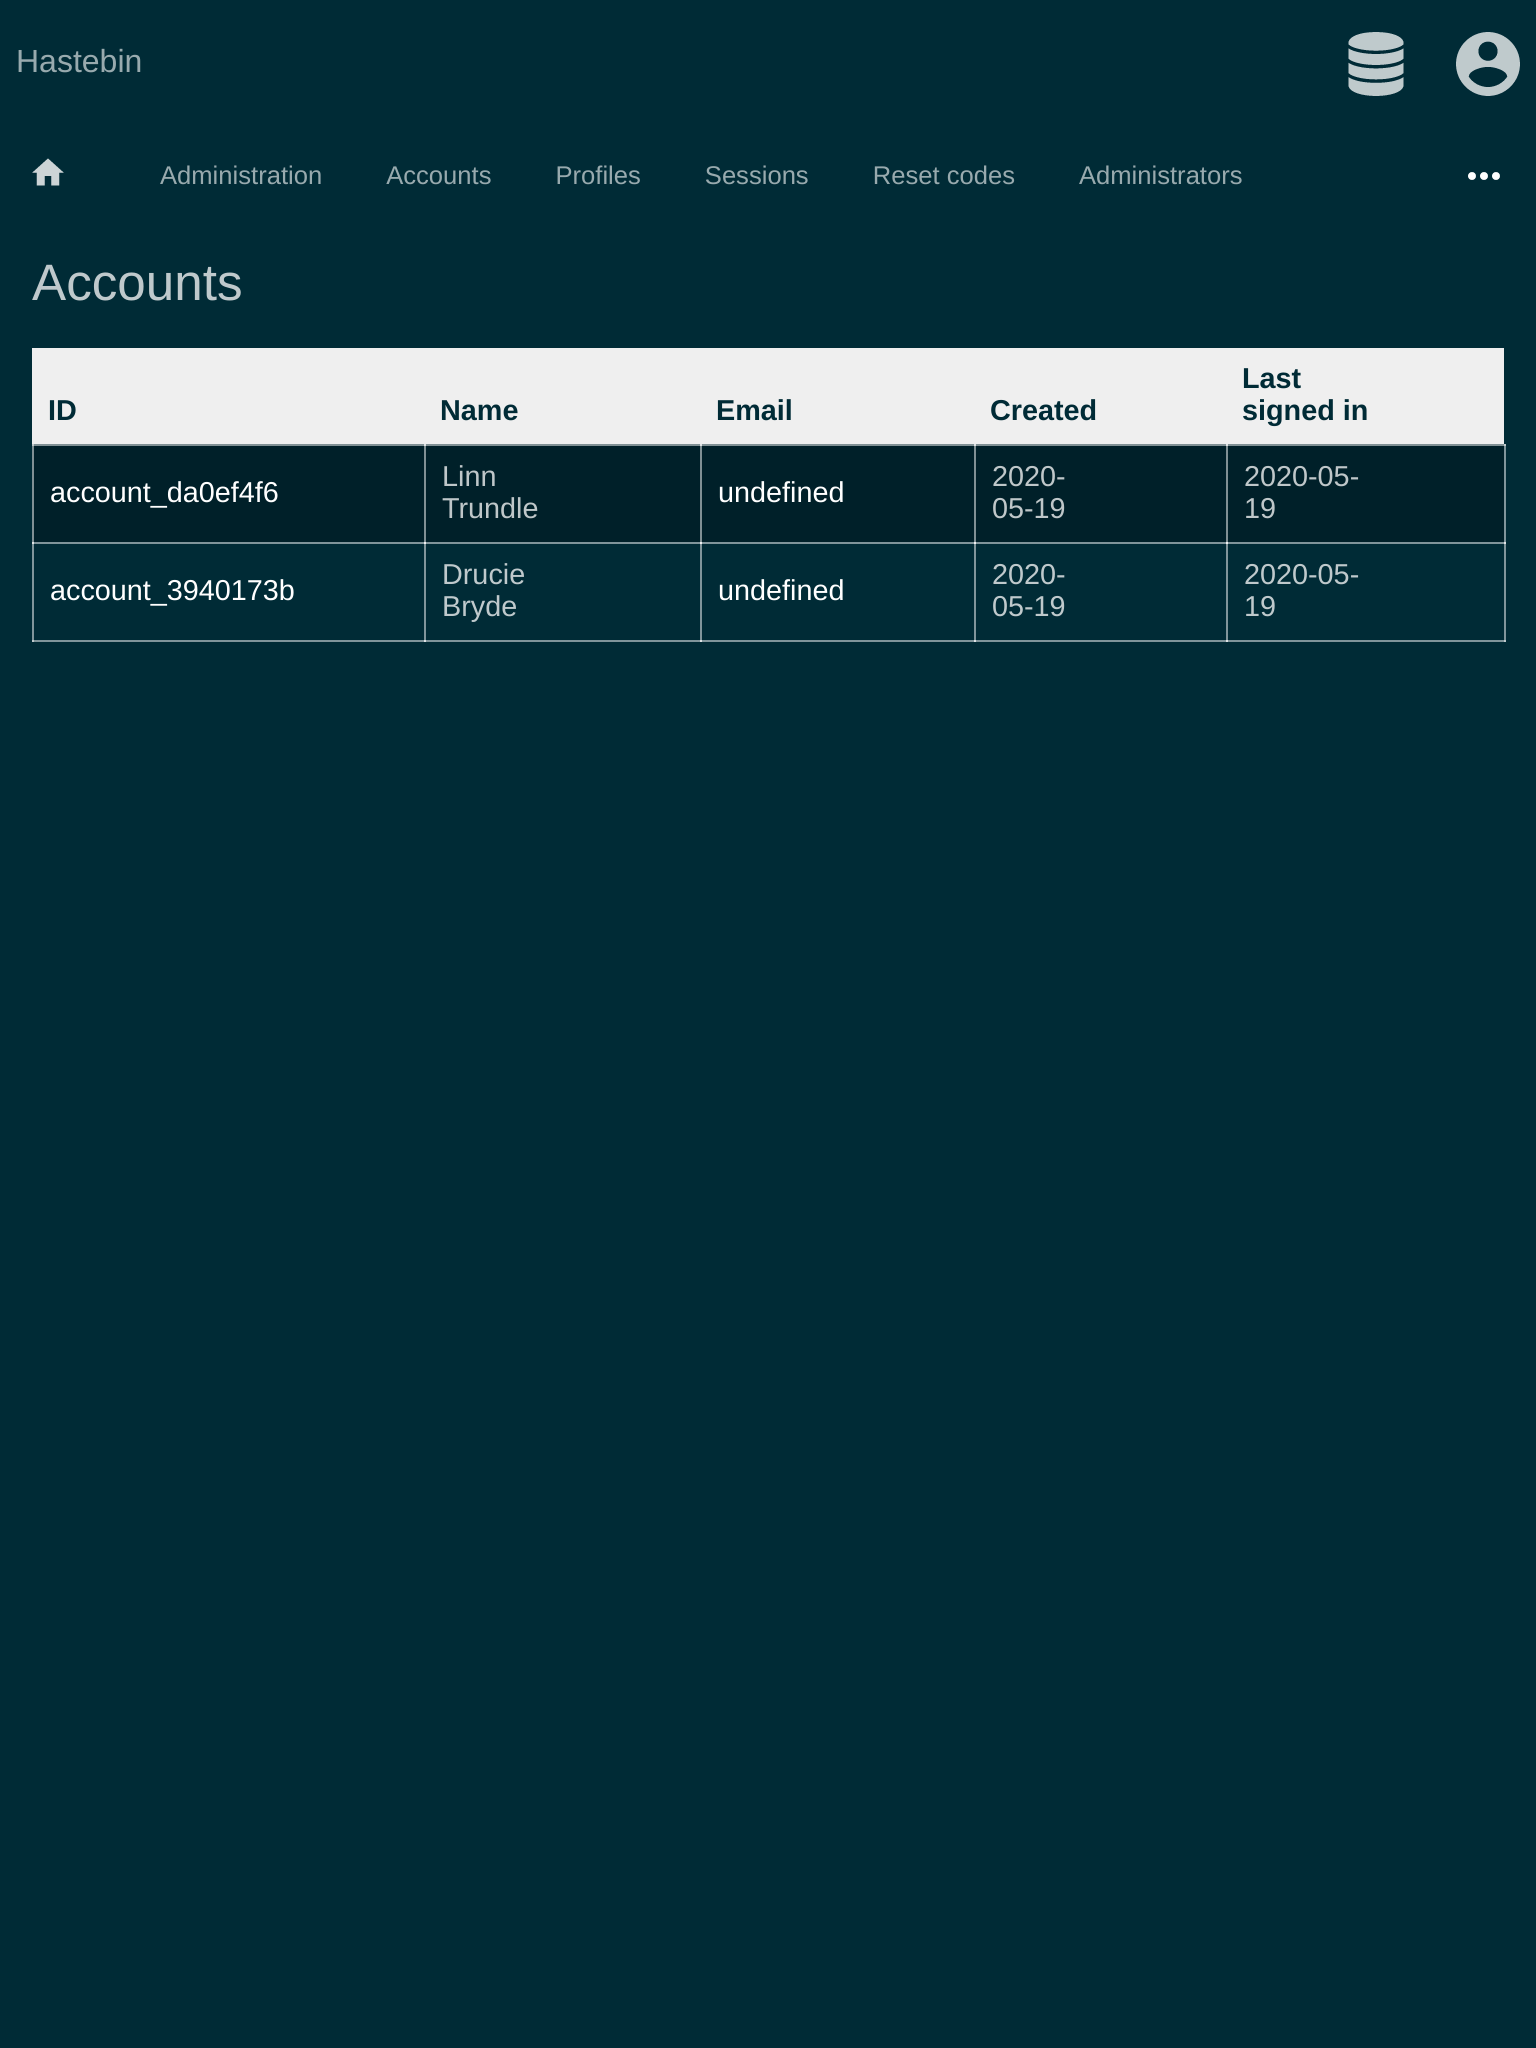 Hastebin
Administration Accounts Profiles Sessions Reset codes Administrators
Accounts
ID Name Email Created Last signed in
account_da0ef4f6 Linn Trundle undefined 2020-05-19 2020-05-19
account_3940173b Drucie Bryde undefined 2020-05-19 2020-05-19